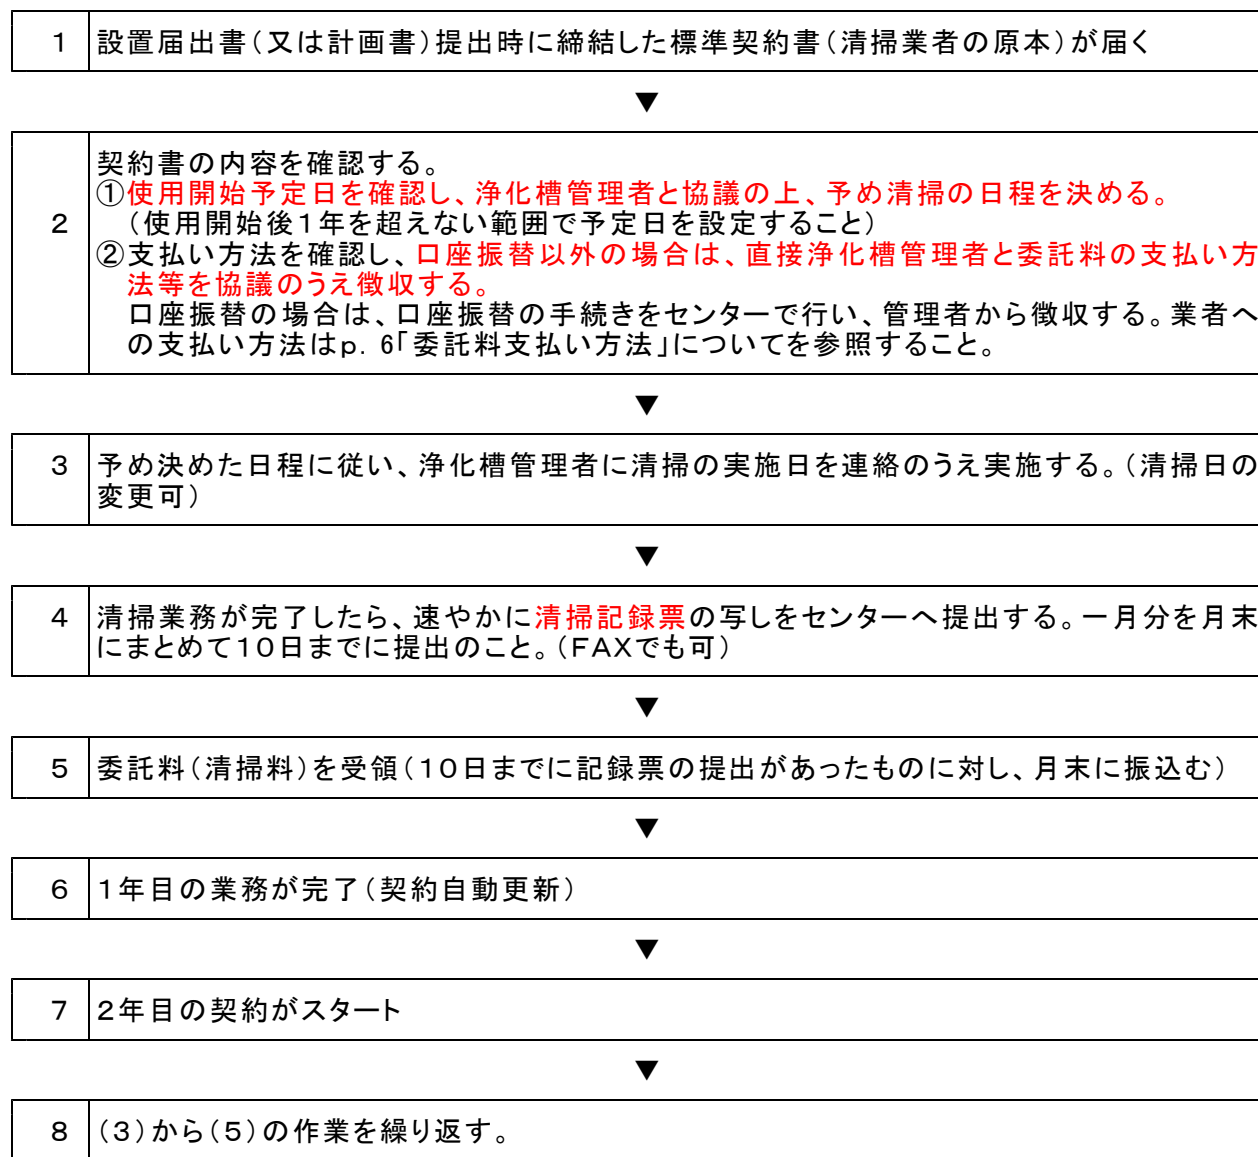 1 設置届出書(又は計画書)提出時に締結した標準契約書(清掃業者の原本)が届く
▼
契約書の内容を確認する。
①使用開始予定日を確認し、浄化槽管理者と協議の上、予め清掃の日程を決める。
2 (使用開始後1年を超えない範囲で予定日を設定すること)
②支払い方法を確認し、口座振替以外の場合は、直接浄化槽管理者と委託料の支払い方
法等を協議のうえ徴収する。
口座振替の場合は、口座振替の手続きをセンターで行い、管理者から徴収する。業者へ
の支払い方法はp.6「委託料支払い方法」についてを参照すること。
▼
3 予め決めた日程に従い、浄化槽管理者に清掃の実施日を連絡のうえ実施する。(清掃日の
変更可)
▼
4 清掃業務が完了したら、速やかに清掃記録票の写しをセンターへ提出する。一月分を月末
にまとめて10日までに提出のこと。(FAXでも可)
▼
5 委託料(清掃料)を受領(10日までに記録票の提出があったものに対し、月末に振込む)
▼
6 1年目の業務が完了(契約自動更新)
▼
7 2年目の契約がスタート
▼
8 (3)から(5)の作業を繰り返す。